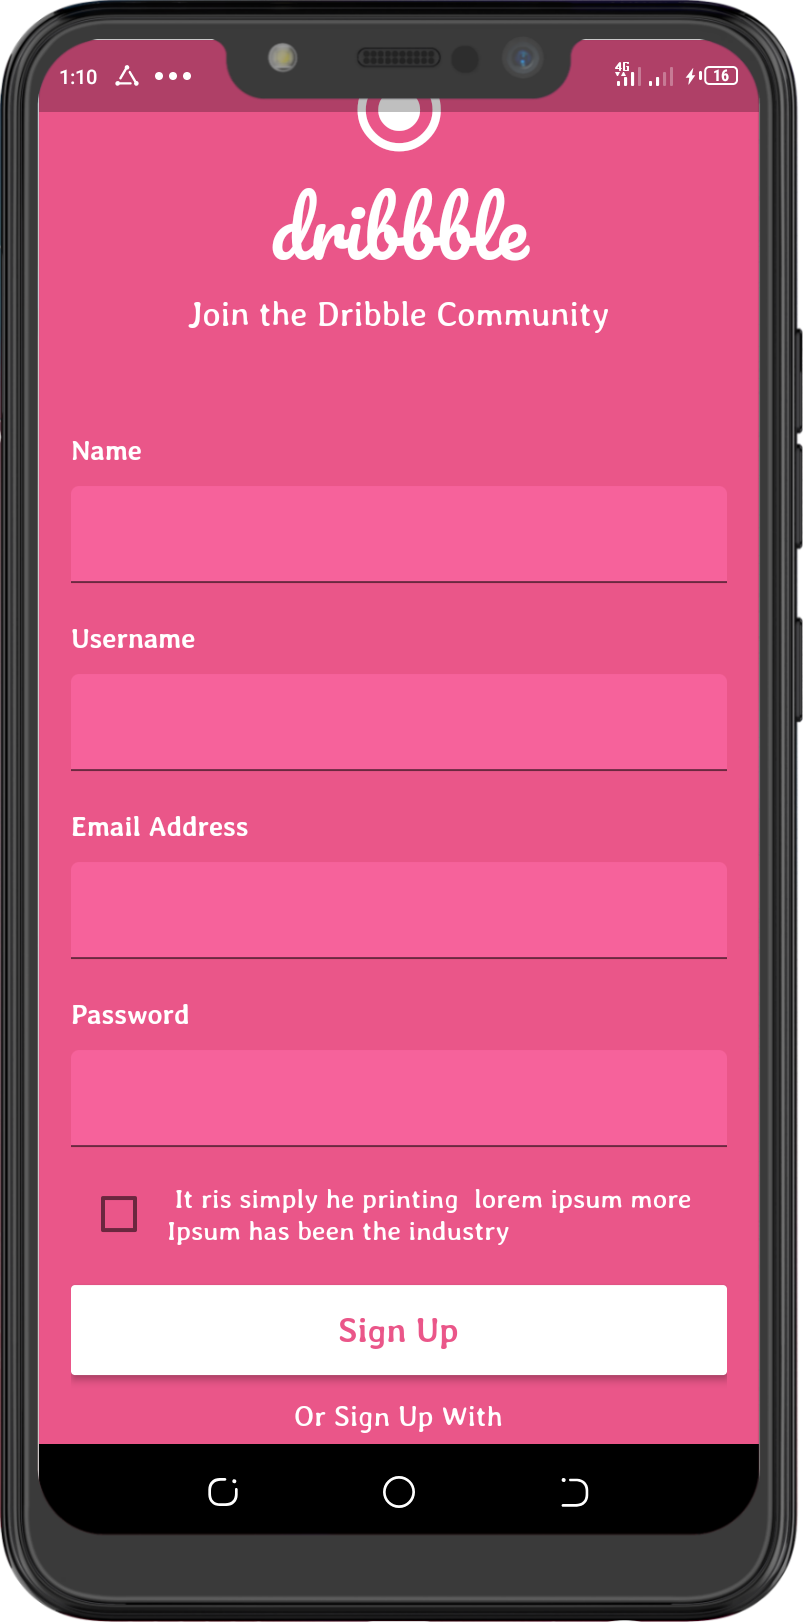 1:10
4G
16
dribbble
Join the Dribble Community
Name
Username
Email Address
Password
It ris simply he printing  lorem ipsum more
Ipsum has been the industry
Sign Up
Or Sign Up With